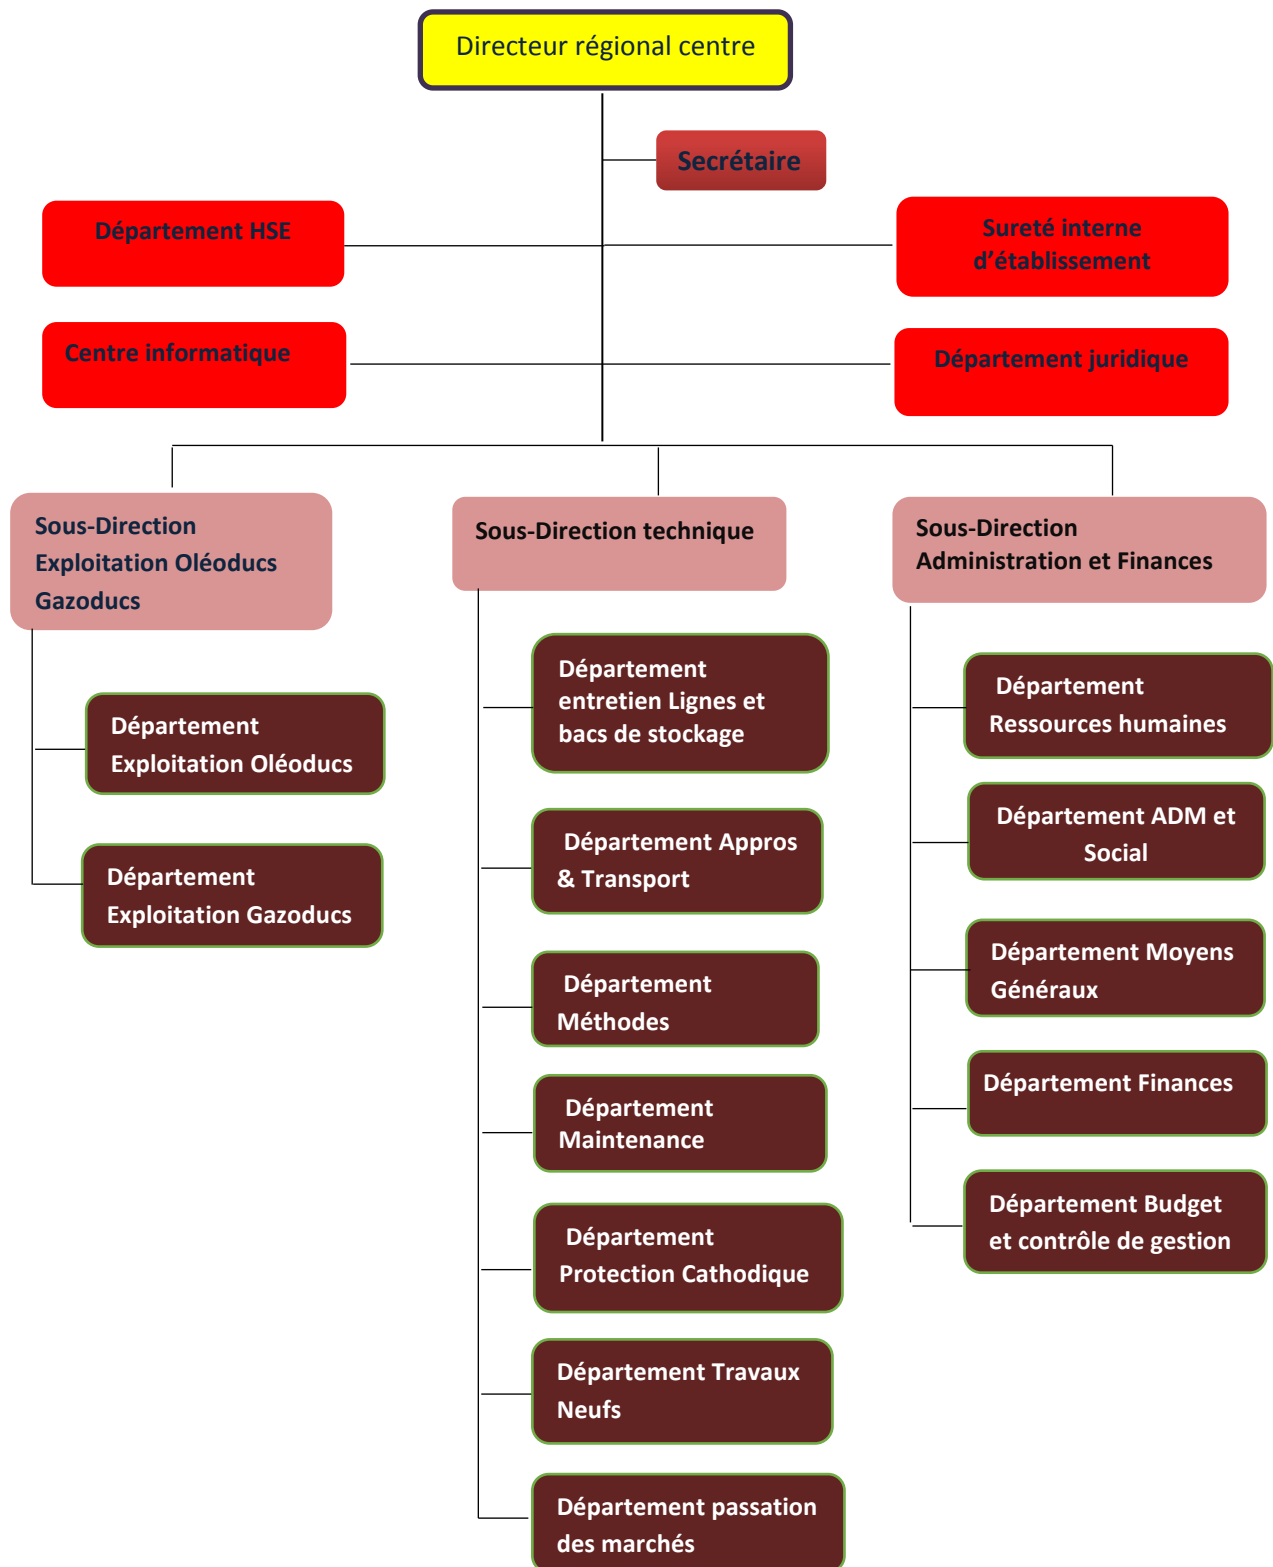 Directeur régional centre
Secrétaire
Département HSE
Sureté interne
d’établissement
Centre informatique
Département juridique
Sous-Direction
Exploitation Oléoducs
Gazoducs
Département
Exploitation Oléoducs
Département
Exploitation Gazoducs
Sous-Direction technique
Département
entretien Lignes et
bacs de stockage
Département Appros
& Transport
Département
Méthodes
Département
Maintenance
Département
Protection Cathodique
Département Travaux
Neufs
Département passation
des marchés
Sous-Direction
Administration et Finances
Département
Ressources humaines
Département ADM et
Social
Département Moyens
Généraux
Département Finances
Département Budget
et contrôle de gestion